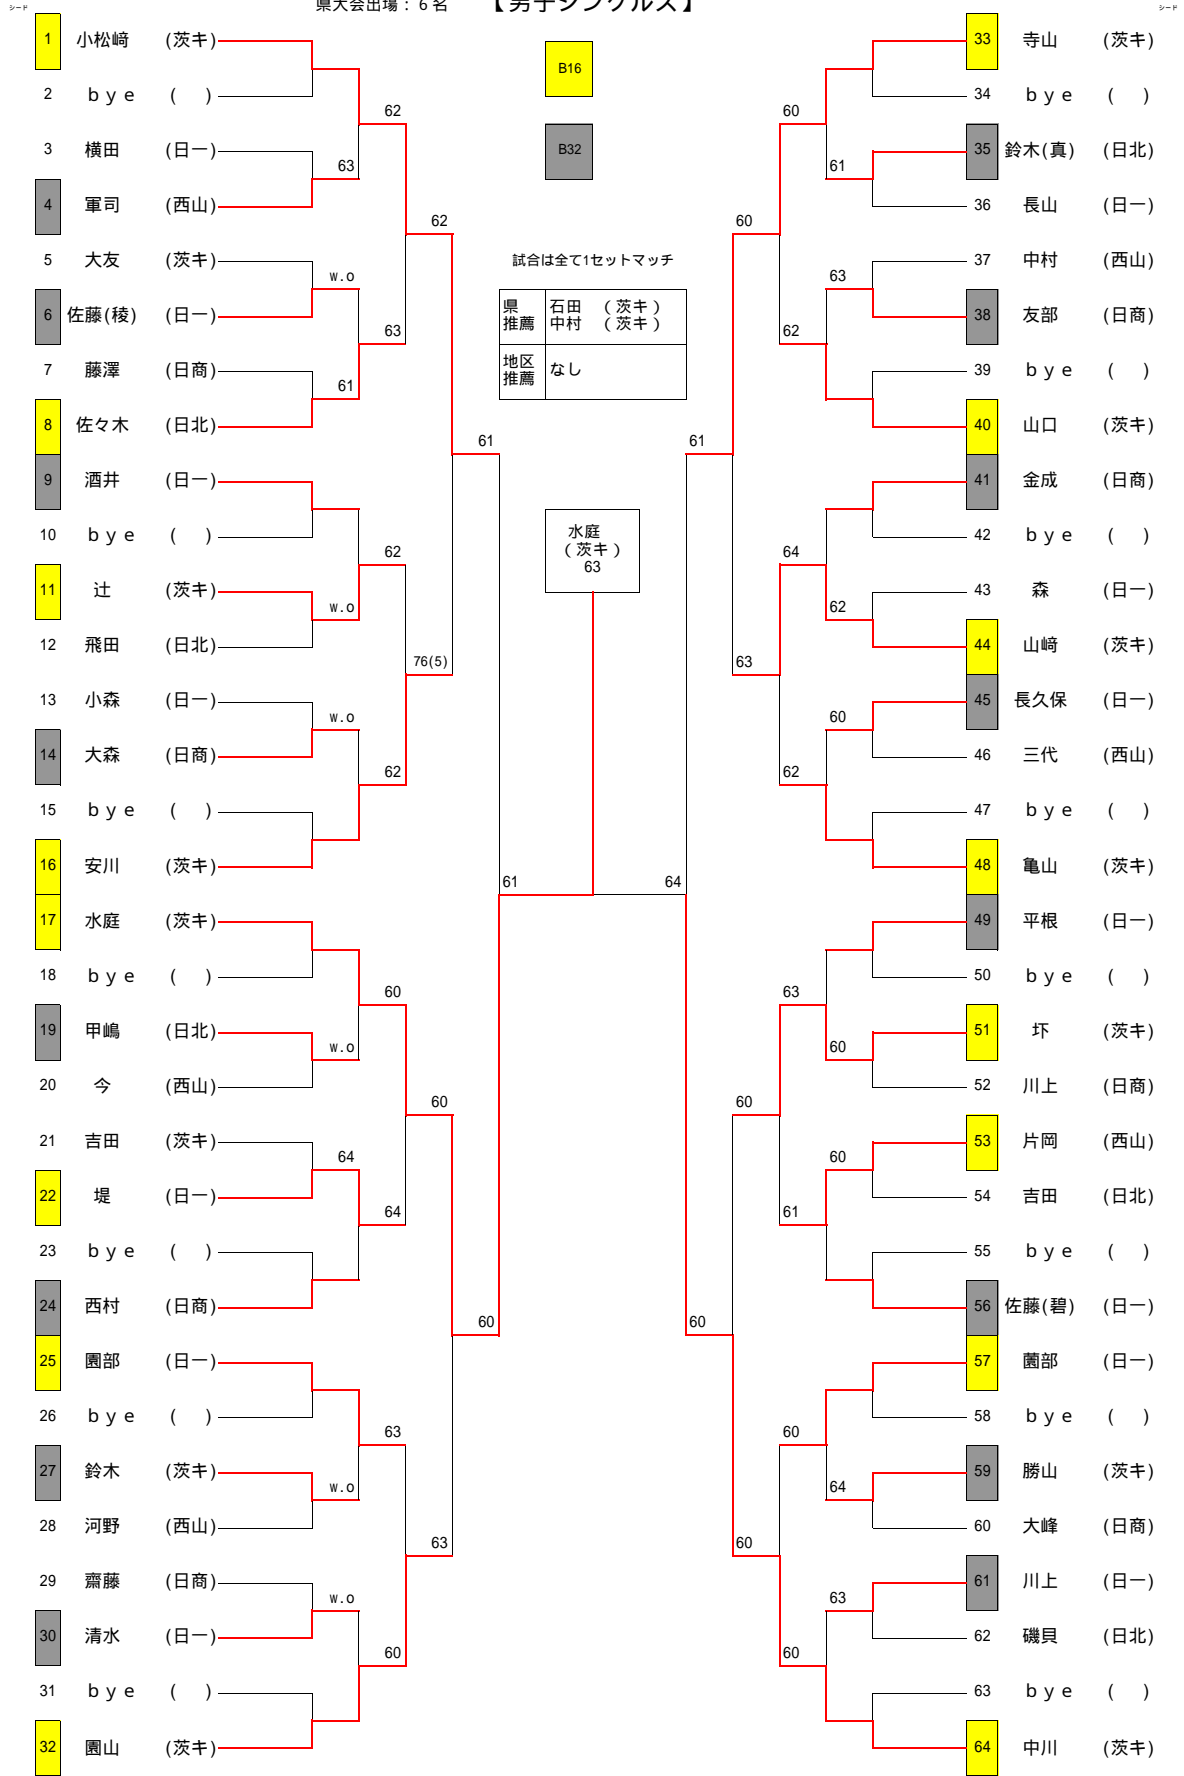 シード
県大会出場：6名 【男子シングルス】
シード
1 小松﨑 (茨キ)
2 ｂｙｅ ( )
3 横田 (日一)
4 軍司 (西山)
5 大友 (茨キ)
6 佐藤(稜) (日一)
7 藤澤 (日商)
8 佐々木 (日北)
9 酒井 (日一)
10 ｂｙｅ ( )
11 辻 (茨キ)
12 飛田 (日北)
13 小森 (日一)
14 大森 (日商)
15 ｂｙｅ ( )
16 安川 (茨キ)
17 水庭 (茨キ)
18 ｂｙｅ ( )
19 甲嶋 (日北)
20 今 (西山)
21 吉田 (茨キ)
22 堤 (日一)
23 ｂｙｅ ( )
24 西村 (日商)
25 園部 (日一)
26 ｂｙｅ ( )
27 鈴木 (茨キ)
28 河野 (西山)
29 齋藤 (日商)
30 清水 (日一)
31 ｂｙｅ ( )
32 園山 (茨キ)
63
w.o
61
w.o
w.o
w.o
64
w.o
w.o
62
63
62
62
60
64
63
60
62
76(5)
60
63
61
60
61
B16
B32
試合は全て1セットマッチ
県推薦 石田 （茨キ）
中村 （茨キ）
地区推薦 なし
水庭
（茨キ）
63
64
61
60
60
63
60
60
60
62
64
62
63
61
60
60
61
63
62
60
60
60
64
63
33 寺山 (茨キ)
34 ｂｙｅ ( )
35 鈴木(真) (日北)
36 長山 (日一)
37 中村 (西山)
38 友部 (日商)
39 ｂｙｅ ( )
40 山口 (茨キ)
41 金成 (日商)
42 ｂｙｅ ( )
43 森 (日一)
44 山﨑 (茨キ)
45 長久保 (日一)
46 三代 (西山)
47 ｂｙｅ ( )
48 亀山 (茨キ)
49 平根 (日一)
50 ｂｙｅ ( )
51 圷 (茨キ)
52 川上 (日商)
53 片岡 (西山)
54 吉田 (日北)
55 ｂｙｅ ( )
56 佐藤(碧) (日一)
57 薗部 (日一)
58 ｂｙｅ ( )
59 勝山 (茨キ)
60 大峰 (日商)
61 川上 (日一)
62 磯貝 (日北)
63 ｂｙｅ ( )
64 中川 (茨キ)